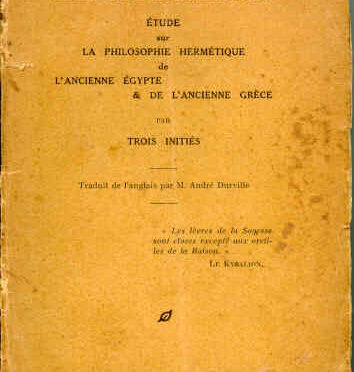 ÉTUDE
sur
LA PHILOSOPHIE HERMÉTIQUE
de
L'ANCIENNE ÉGYPTE
& DE L'ANCIENNE GRÈCE
PAR
TROIS INITIÉS
Traduit de l'anglais par M. André Durville
« Les lèvres de la Sagesse
sont closes excepté aux oreil-
les de la Raison. »
LE KYBALION.